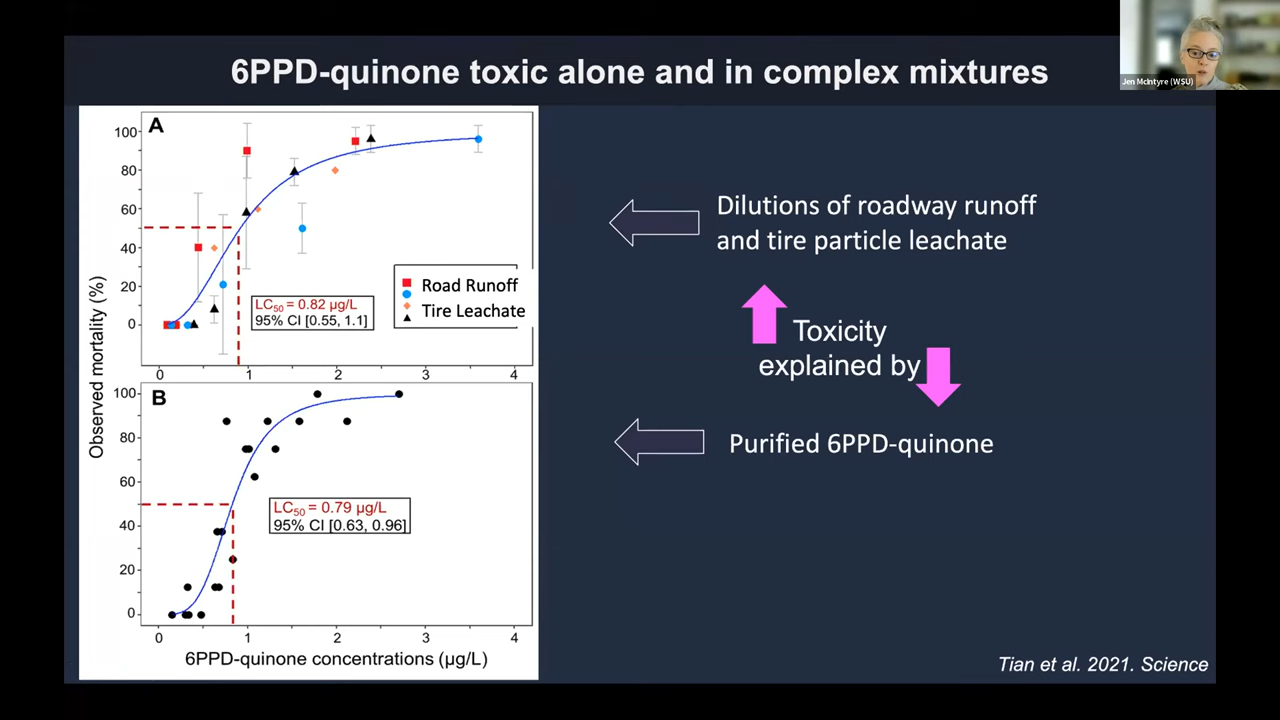 6PPD-quinone toxic alone and in complex mixtures
Jen McIntyre (WSU)
Observed mortality (%)
A
100
80
60
40
20
0
LC50 = 0.82 µg/L
95% CI [0.55, 1.1]
Road Runoff
Tire Leachate
0 1 2 3 4
B
100
80
60
40
20
0
LC50 = 0.79 µg/L
95% CI [0.63, 0.96]
0 1 2 3 4
6PPD-quinone concentrations (µg/L)
Dilutions of roadway runoff
and tire particle leachate
Toxicity
explained by
Purified 6PPD-quinone
Tian et al. 2021. Science